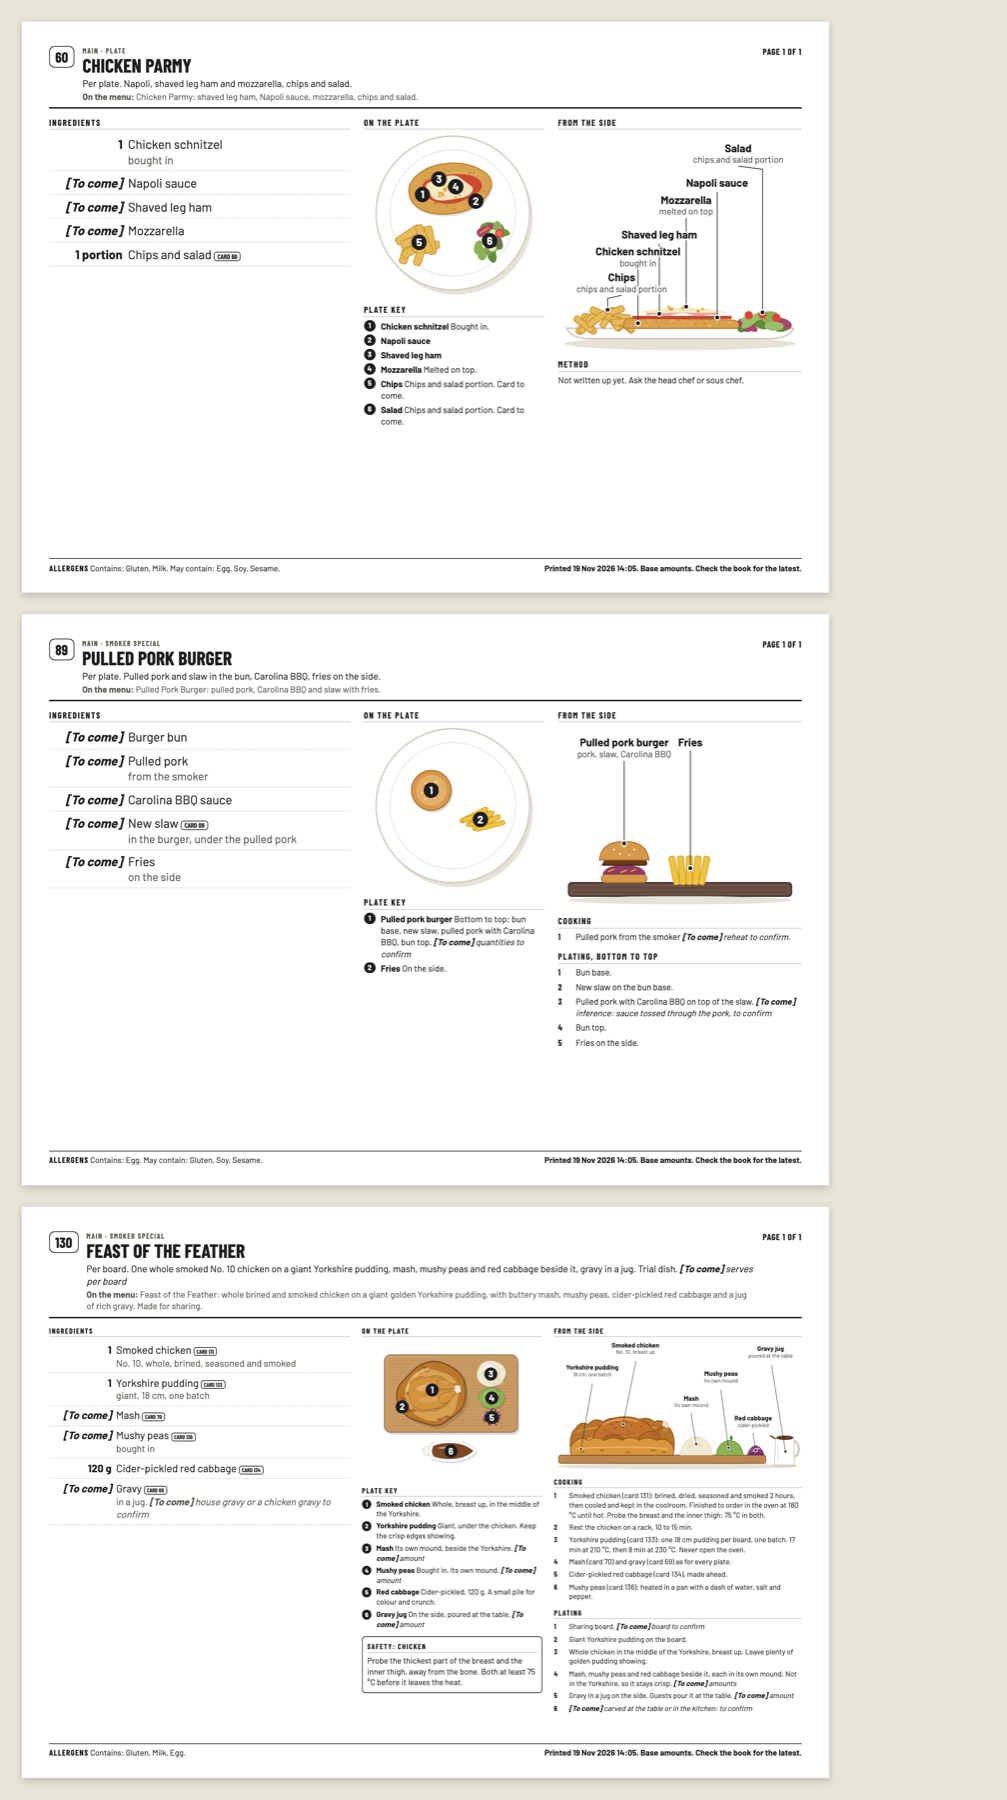 60
MAIN · PLATE
PAGE 1 OF 1
CHICKEN PARMY
Per plate. Napoli, shaved leg ham and mozzarella, chips and salad.
On the menu: Chicken Parmy: shaved leg ham, Napoli sauce, mozzarella, chips and salad.
INGREDIENTS
1 Chicken schnitzel
bought in
[To come] Napoli sauce
[To come] Shaved leg ham
[To come] Mozzarella
1 portion Chips and salad CARD 66
ON THE PLATE
3
4
1
2
5
6
PLATE KEY
1 Chicken schnitzel Bought in.
2 Napoli sauce
3 Shaved leg ham
4 Mozzarella Melted on top.
5 Chips Chips and salad portion. Card to
come.
6 Salad Chips and salad portion. Card to
come.
FROM THE SIDE
Salad
chips and salad portion
Napoli sauce
Mozzarella
melted on top
Shaved leg ham
Chicken schnitzel
bought in
Chips
chips and salad portion
METHOD
Not written up yet. Ask the head chef or sous chef.
ALLERGENS Contains: Gluten, Milk. May contain: Egg, Soy, Sesame.
Printed 19 Nov 2026 14:05. Base amounts. Check the book for the latest.
89
MAIN · SMOKER SPECIAL
PAGE 1 OF 1
PULLED PORK BURGER
Per plate. Pulled pork and slaw in the bun, Carolina BBQ, fries on the side.
On the menu: Pulled Pork Burger: pulled pork, Carolina BBQ and slaw with fries.
INGREDIENTS
[To come] Burger bun
[To come] Pulled pork
from the smoker
[To come] Carolina BBQ sauce
[To come] New slaw CARD 09
in the burger, under the pulled pork
[To come] Fries
on the side
ON THE PLATE
1
2
PLATE KEY
1 Pulled pork burger Bottom to top: bun
base, new slaw, pulled pork with Carolina
BBQ, bun top. [To come] quantities to
confirm
2 Fries On the side.
FROM THE SIDE
Pulled pork burger
pork, slaw, Carolina BBQ
Fries
COOKING
1 Pulled pork from the smoker [To come] reheat to confirm.
PLATING, BOTTOM TO TOP
1 Bun base.
2 New slaw on the bun base.
3 Pulled pork with Carolina BBQ on top of the slaw. [To come]
inference: sauce tossed through the pork, to confirm
4 Bun top.
5 Fries on the side.
ALLERGENS Contains: Egg. May contain: Gluten, Soy, Sesame.
Printed 19 Nov 2026 14:05. Base amounts. Check the book for the latest.
130
MAIN · SMOKER SPECIAL
PAGE 1 OF 1
FEAST OF THE FEATHER
Per board. One whole smoked No. 10 chicken on a giant Yorkshire pudding, mash, mushy peas and red cabbage beside it, gravy in a jug. Trial dish. [To come] serves
per board
On the menu: Feast of the Feather: whole brined and smoked chicken on a giant golden Yorkshire pudding, with buttery mash, mushy peas, cider-pickled red cabbage and a jug
of rich gravy. Made for sharing.
INGREDIENTS
1 Smoked chicken CARD 131
No. 10, whole, brined, seasoned and smoked
1 Yorkshire pudding CARD 133
giant, 18 cm, one batch
[To come] Mash CARD 70
[To come] Mushy peas CARD 136
bought in
120 g Cider-pickled red cabbage CARD 134
[To come] Gravy CARD 69
in a jug. [To come] house gravy or a chicken gravy to
confirm
ON THE PLATE
1
2
3
4
5
6
PLATE KEY
1 Smoked chicken Whole, breast up, in the middle of
the Yorkshire.
2 Yorkshire pudding Giant, under the chicken. Keep
the crisp edges showing.
3 Mash Its own mound, beside the Yorkshire. [To
come] amount
4 Mushy peas Bought in. Its own mound. [To come]
amount
5 Red cabbage Cider-pickled, 120 g. A small pile for
colour and crunch.
6 Gravy jug On the side, poured at the table. [To
come] amount
SAFETY: CHICKEN
Probe the thickest part of the breast and the
inner thigh, away from the bone. Both at least 75
°C before it leaves the heat.
FROM THE SIDE
Smoked chicken
No. 10, breast up
Gravy jug
poured at the table
Yorkshire pudding
18 cm, one batch
Mushy peas
its own mound
Mash
its own mound
Red cabbage
cider-pickled
COOKING
1 Smoked chicken (card 131): brined, dried, seasoned and smoked 2 hours,
then cooled and kept in the coolroom. Finished to order in the oven at 180
°C until hot. Probe the breast and the inner thigh: 75 °C in both.
2 Rest the chicken on a rack, 10 to 15 min.
3 Yorkshire pudding (card 133): one 18 cm pudding per board, one batch. 17
min at 210 °C, then 8 min at 230 °C. Never open the oven.
4 Mash (card 70) and gravy (card 69) as for every plate.
5 Cider-pickled red cabbage (card 134), made ahead.
6 Mushy peas (card 136): heated in a pan with a dash of water, salt and
pepper.
PLATING
1 Sharing board. [To come] board to confirm
2 Giant Yorkshire pudding on the board.
3 Whole chicken in the middle of the Yorkshire, breast up. Leave plenty of
golden pudding showing.
4 Mash, mushy peas and red cabbage beside it, each in its own mound. Not
in the Yorkshire, so it stays crisp. [To come] amounts
5 Gravy in a jug on the side. Guests pour it at the table. [To come] amount
6 [To come] carved at the table or in the kitchen: to confirm
ALLERGENS Contains: Gluten, Milk, Egg.
Printed 19 Nov 2026 14:05. Base amounts. Check the book for the latest.